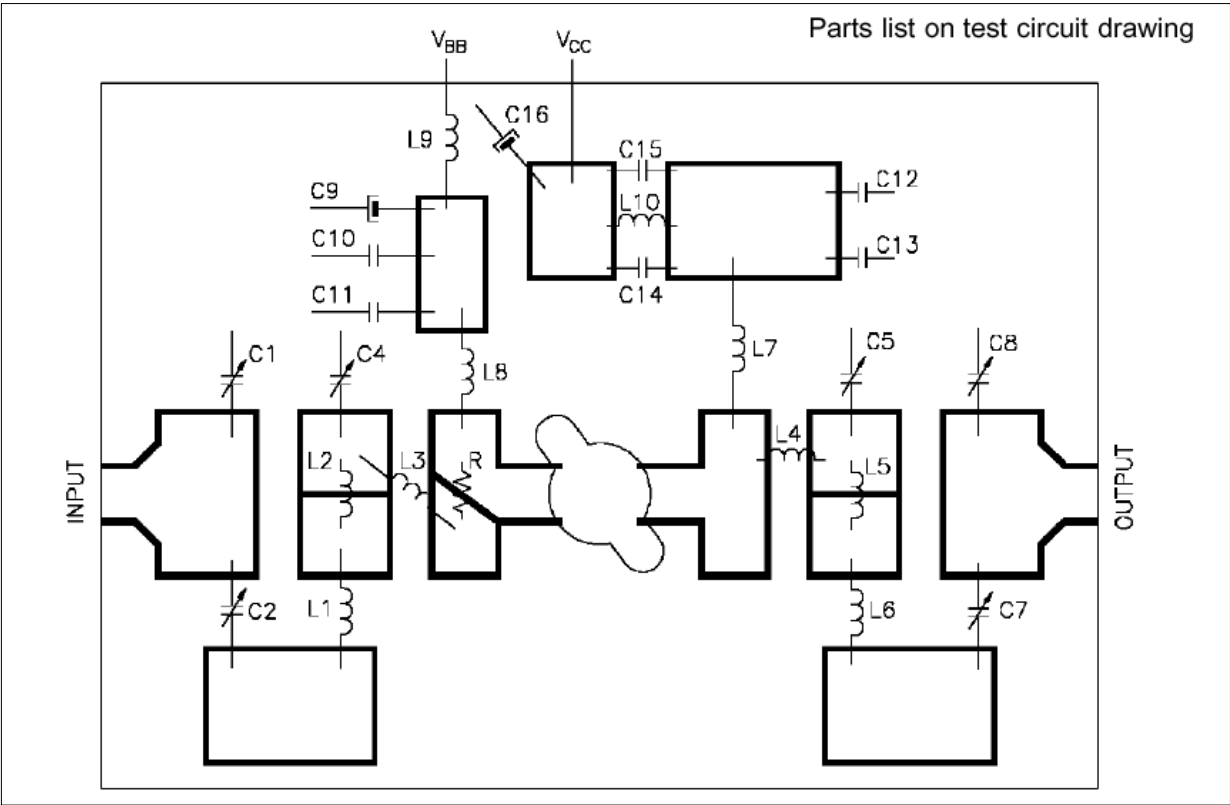 Parts list on test circuit drawing
VBB
VCC
C16
L9
C15
C9
C12
L10
C10
C13
C11
C14
C1
C4
L8
L7
C5
C8
L2
L3
R
L4
L5
INPUT
OUTPUT
C2
L1
L6
C7